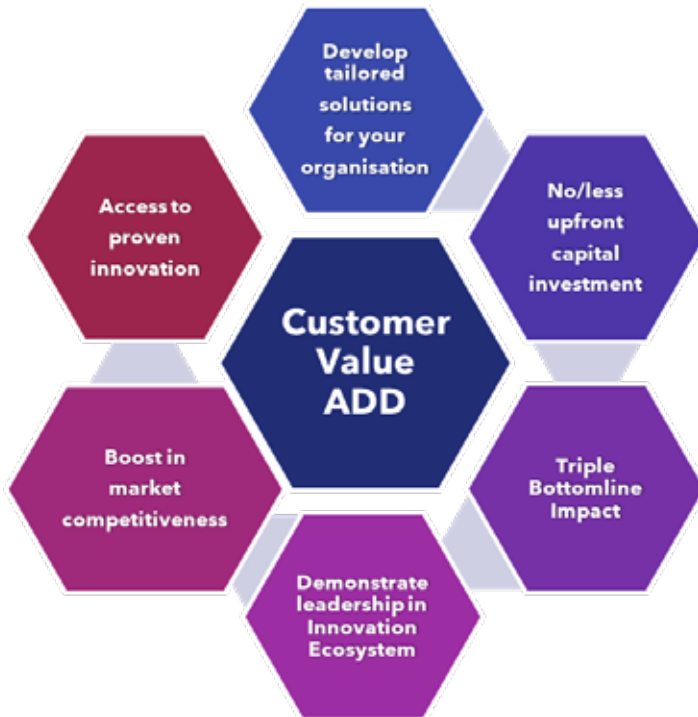 Customer
Value
ADD
Develop
tailored
solutions
for your
organisation
No/less
upfront
capital
investment
Triple
Bottomline
Impact
Demonstrate
leadership in
Innovation
Ecosystem
Boost in
market
competitiveness
Access to
proven
innovation